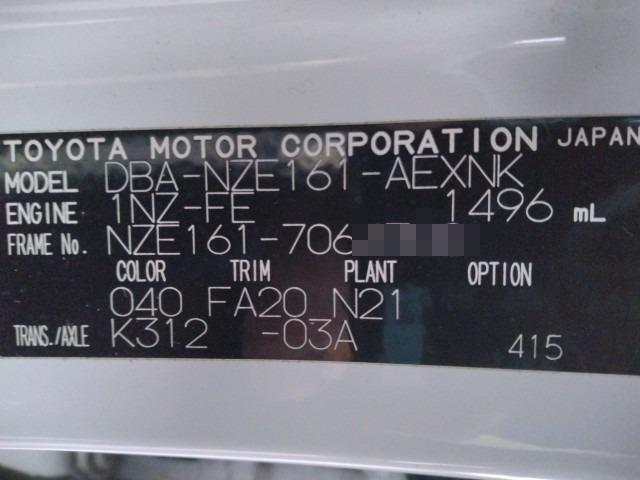 TOYOTA MOTOR CORPORATION JAPAN
MODEL DBA-NZE161-AEXNK
ENGINE 1NZ-FE 1496 mL
FRAME No. NZE161-706
COLOR TRIM PLANT OPTION
040 FA20 N21
TRANS./AXLE K312 -03A 415